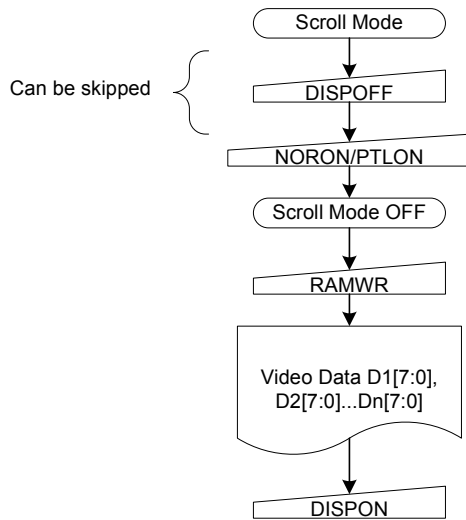 Scroll Mode
Can be skipped
DISPOFF
NORON/PTLON
Scroll Mode OFF
RAMWR
Video Data D1[7:0],
D2[7:0]...Dn[7:0]
DISPON